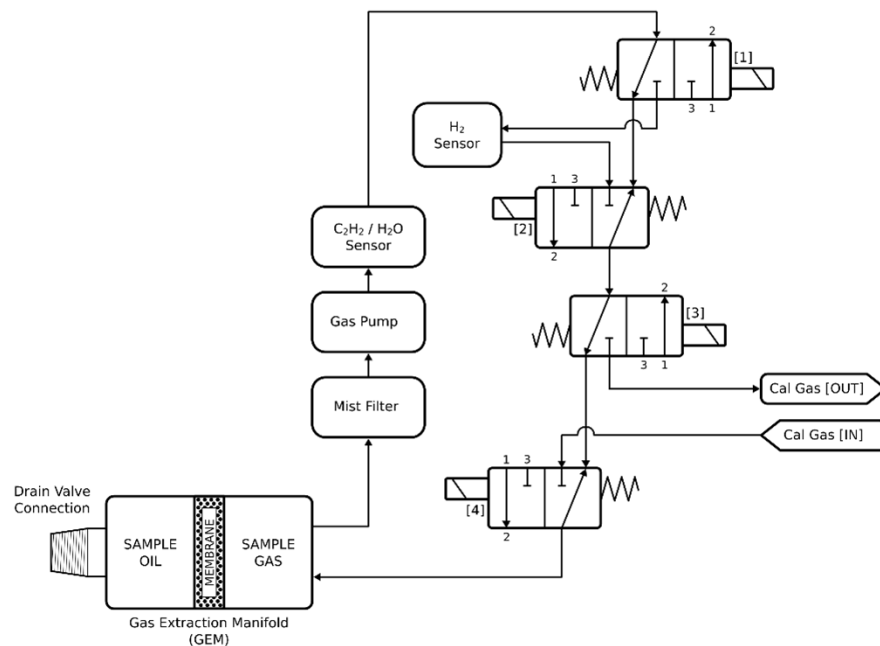 2
[1]
3
1
H₂
Sensor
1
3
[2]
2
C₂H₂ / H₂O
Sensor
2
[3]
3
1
Gas Pump
Cal Gas [OUT]
Mist Filter
Cal Gas [IN]
1
3
[4]
2
Drain Valve
Connection
SAMPLE
OIL
MEMBRANE
SAMPLE
GAS
Gas Extraction Manifold
(GEM)